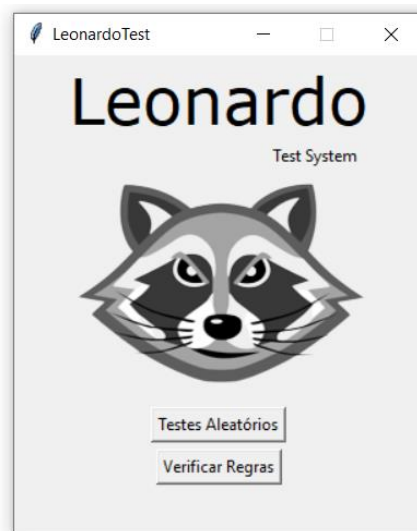 LeonardoTest
Leonardo
Test System
Testes Aleatórios
Verificar Regras